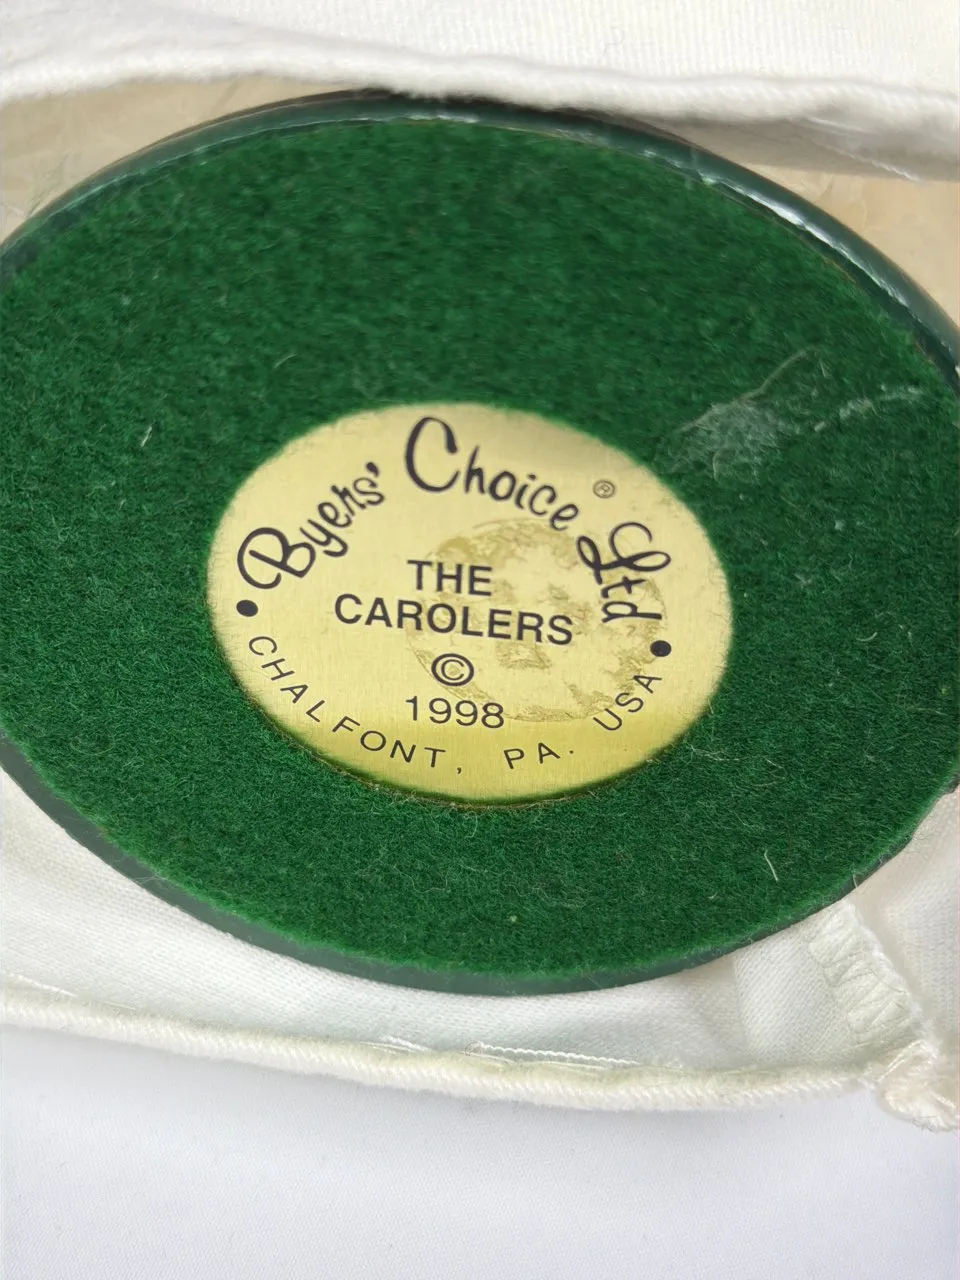 Byers' Choice® Ltd
THE
CAROLERS
©
1998
• CHALFONT, PA. USA •